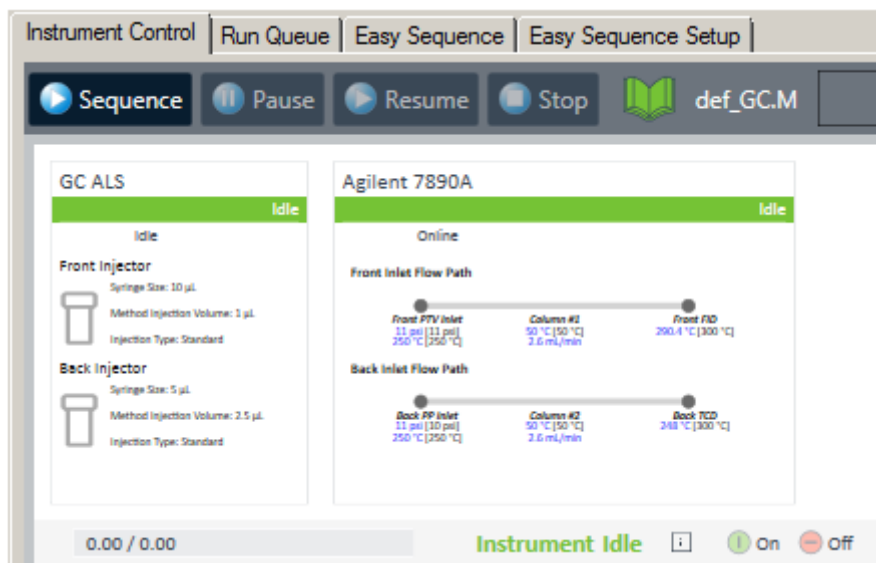 Instrument Control Run Queue Easy Sequence Easy Sequence Setup
Sequence Pause Resume Stop def_GC.M
GC ALS
Idle
Idle
Front Injector
Syringe Size: 10 µL
Method Injection Volume: 1 µL
Injection Type: Standard
Back Injector
Syringe Size: 5 µL
Method Injection Volume: 2.5 µL
Injection Type: Standard
Agilent 7890A
Idle
Online
Front Inlet Flow Path
Front PTV Inlet Column #1 Front FID
11 psi [11 psi] 50 °C [50 °C] 290.4 °C [300 °C]
250 °C [250 °C] 2.6 mL/min
Back Inlet Flow Path
Back PP Inlet Column #2 Back TCD
11 psi [10 psi] 50 °C [50 °C] 248 °C [300 °C]
250 °C [250 °C] 2.6 mL/min
0.00 / 0.00 Instrument Idle i On Off